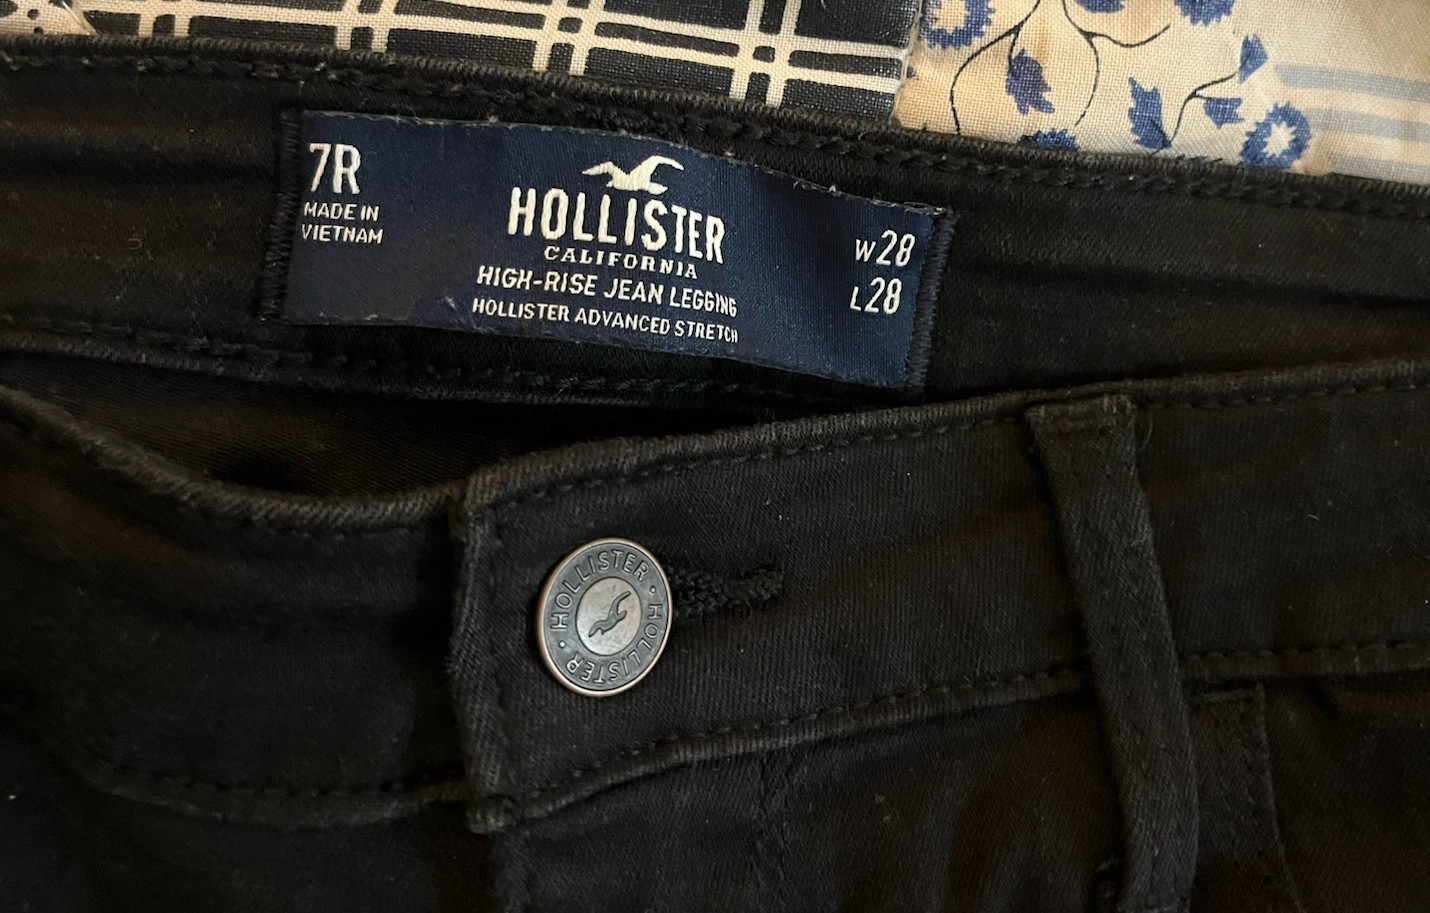 7R
MADE IN
VIETNAM
HOLLISTER
CALIFORNIA
HIGH-RISE JEAN LEGGING
HOLLISTER ADVANCED STRETCH
W28
L28
HOLLISTER · HOLLISTER ·